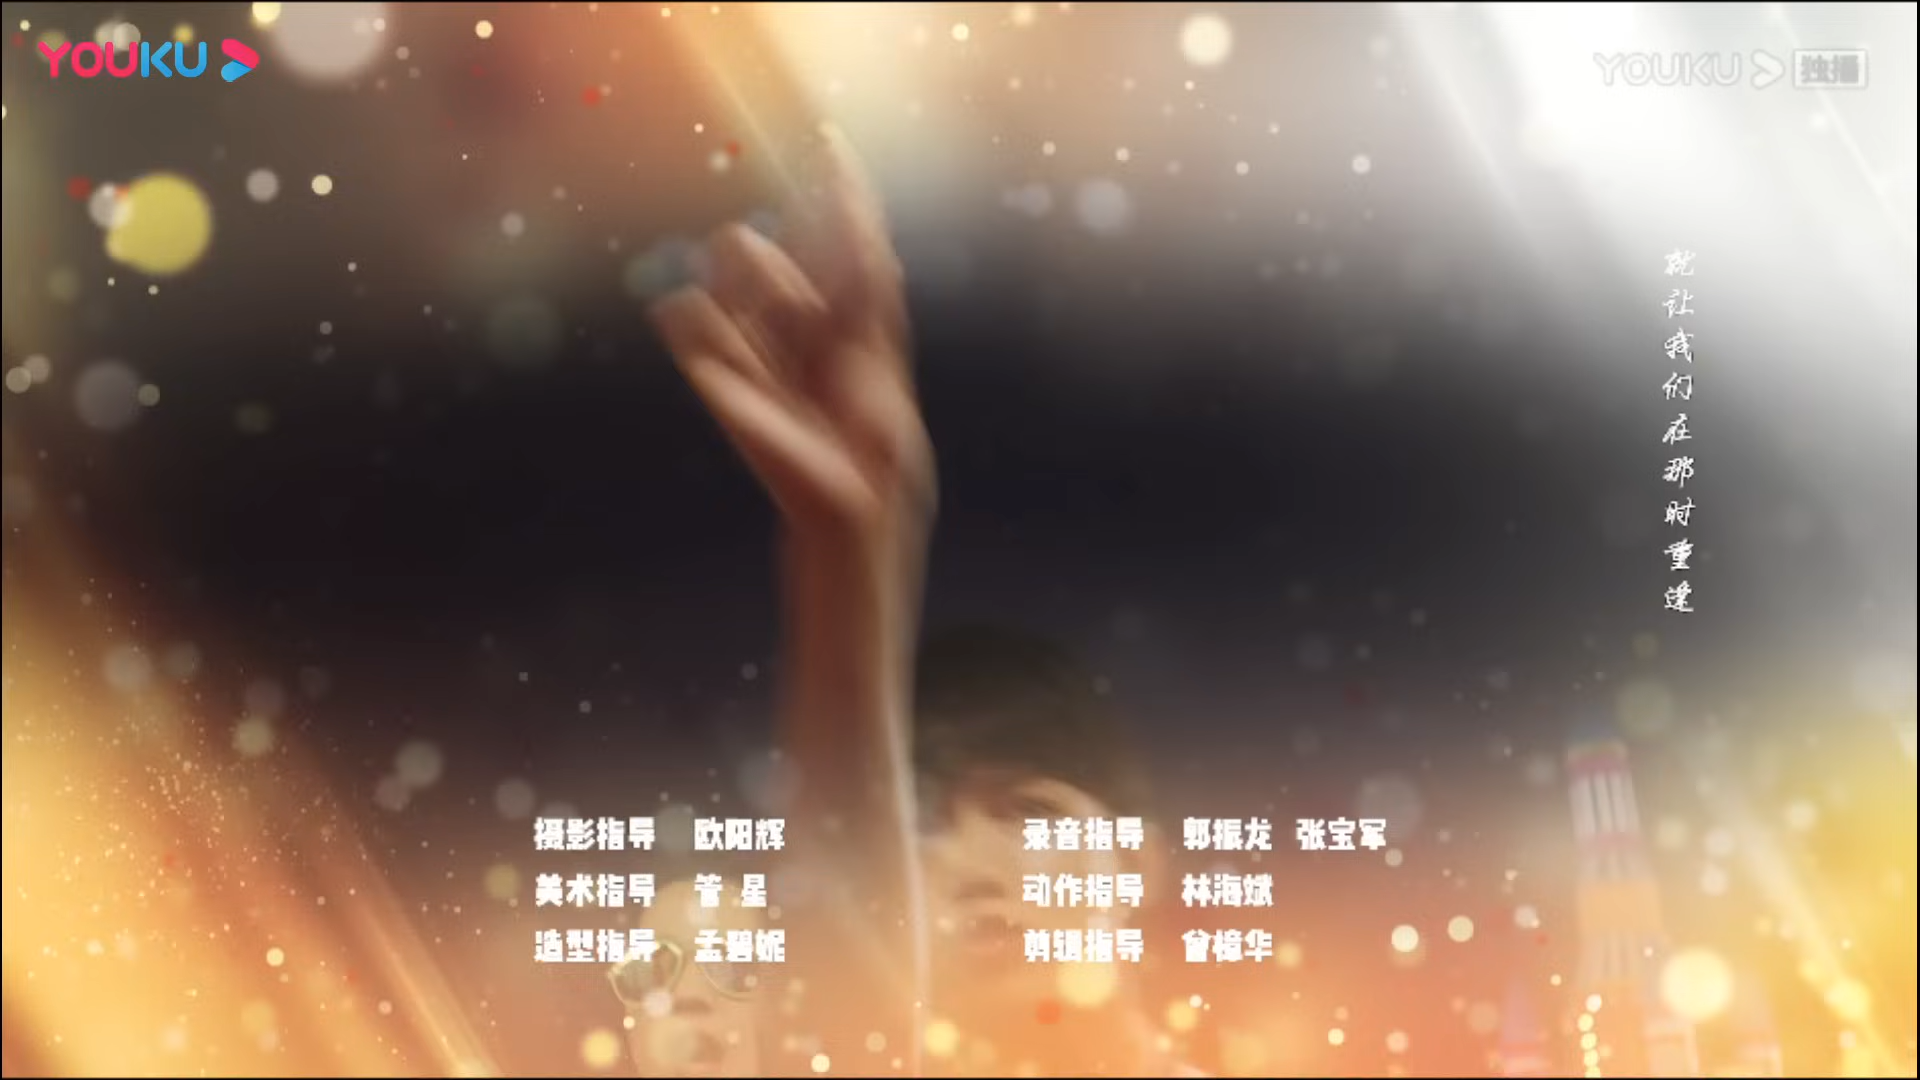 YOUKU
YOUKU 独播
就让我们在那时重逢
摄影指导 欧阳辉
美术指导 管 星
造型指导 孟碧妮
录音指导 郭振龙 张宝军
动作指导 林海斌
剪辑指导 曾樟华